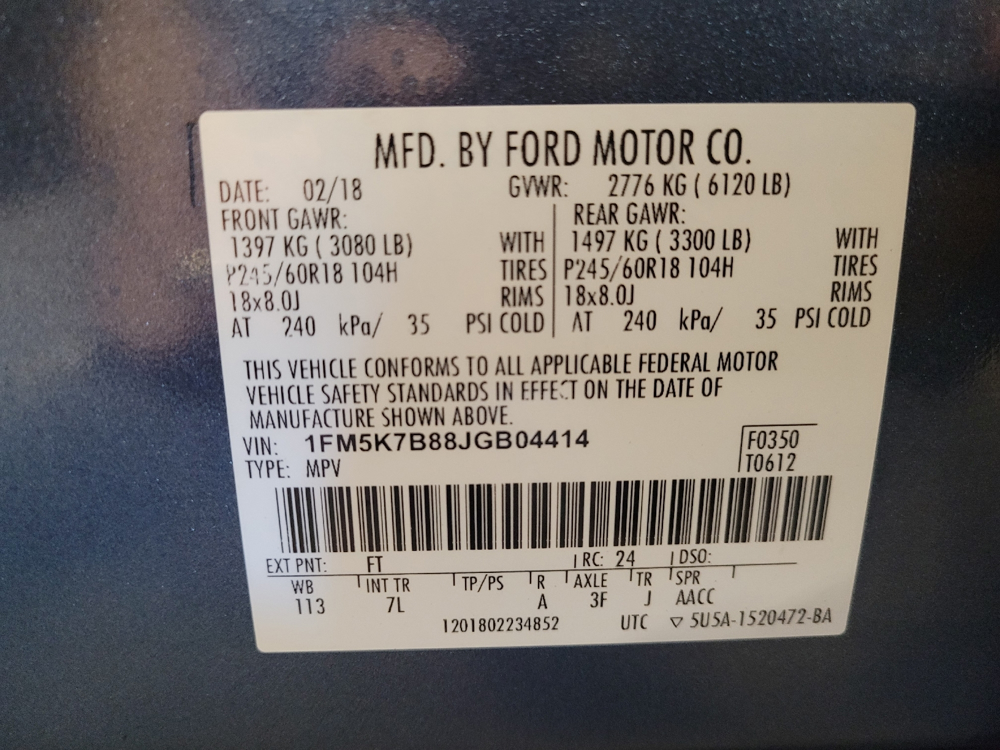 MFD. BY FORD MOTOR CO.
DATE: 02/18 GVWR: 2776 KG ( 6120 LB)
FRONT GAWR: REAR GAWR:
1397 KG ( 3080 LB) WITH 1497 KG ( 3300 LB) WITH
P245/60R18 104H TIRES P245/60R18 104H TIRES
18x8.0J RIMS 18x8.0J RIMS
AT 240 kPa/ 35 PSI COLD AT 240 kPa/ 35 PSI COLD
THIS VEHICLE CONFORMS TO ALL APPLICABLE FEDERAL MOTOR
VEHICLE SAFETY STANDARDS IN EFFECT ON THE DATE OF
MANUFACTURE SHOWN ABOVE.
VIN: 1FM5K7B88JGB04414 F0350
TYPE: MPV T0612
EXT PNT: FT RC: 24 DSO:
WB INT TR TP/PS R AXLE TR SPR
113 7L A 3F J AACC
1201802234852 UTC ▽ 5U5A-1520472-BA